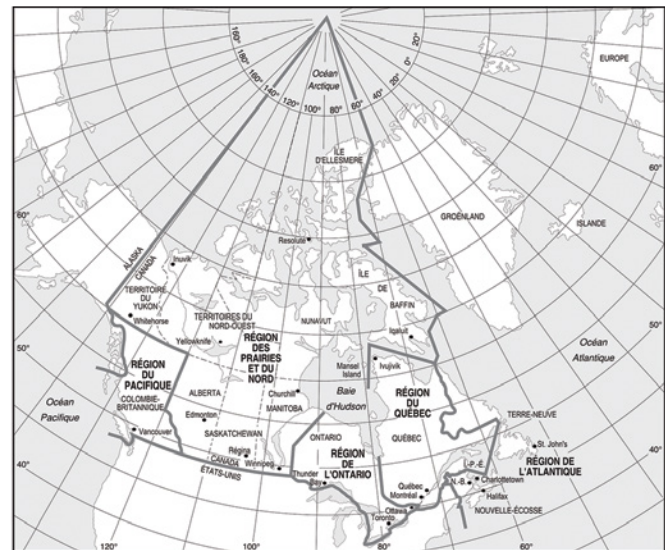 Océan
Arctique
160°
160°
140°
120°
100°
80°
60°
40°
20°
0°
20°
EUROPE
ÎLE
D'ELLESMERE
GROËNLAND
ISLANDE
60°
60°
ALASKA
CANADA
Inuvik
Resolute
ÎLE
DE
BAFFIN
TERRITOIRE
DU
YUKON
Whitehorse
TERRITOIRES DU
NORD-OUEST
NUNAVUT
Iqaluit
Yellowknife
RÉGION
DES
PRAIRIES
ET DU
NORD
Mansel
Island
Ivujivik
Océan
Atlantique
50°
50°
RÉGION
DU
PACIFIQUE
COLOMBIE-
BRITANNIQUE
ALBERTA
Churchill
MANITOBA
Baie
d'Hudson
RÉGION
DU
QUÉBEC
Océan
Pacifique
Edmonton
Vancouver
SASKATCHEWAN
Régina
Winnipeg
CANADA
ÉTATS-UNIS
ONTARIO
RÉGION
DE
L'ONTARIO
Thunder
Bay
QUÉBEC
TERRE-NEUVE
St. John's
RÉGION DE
L'ATLANTIQUE
Î.-P.-É.
N.-B.
Charlottetown
Halifax
NOUVELLE-ÉCOSSE
Québec
Montréal
Ottawa
Toronto
40°
40°
120°
100°
80°
60°